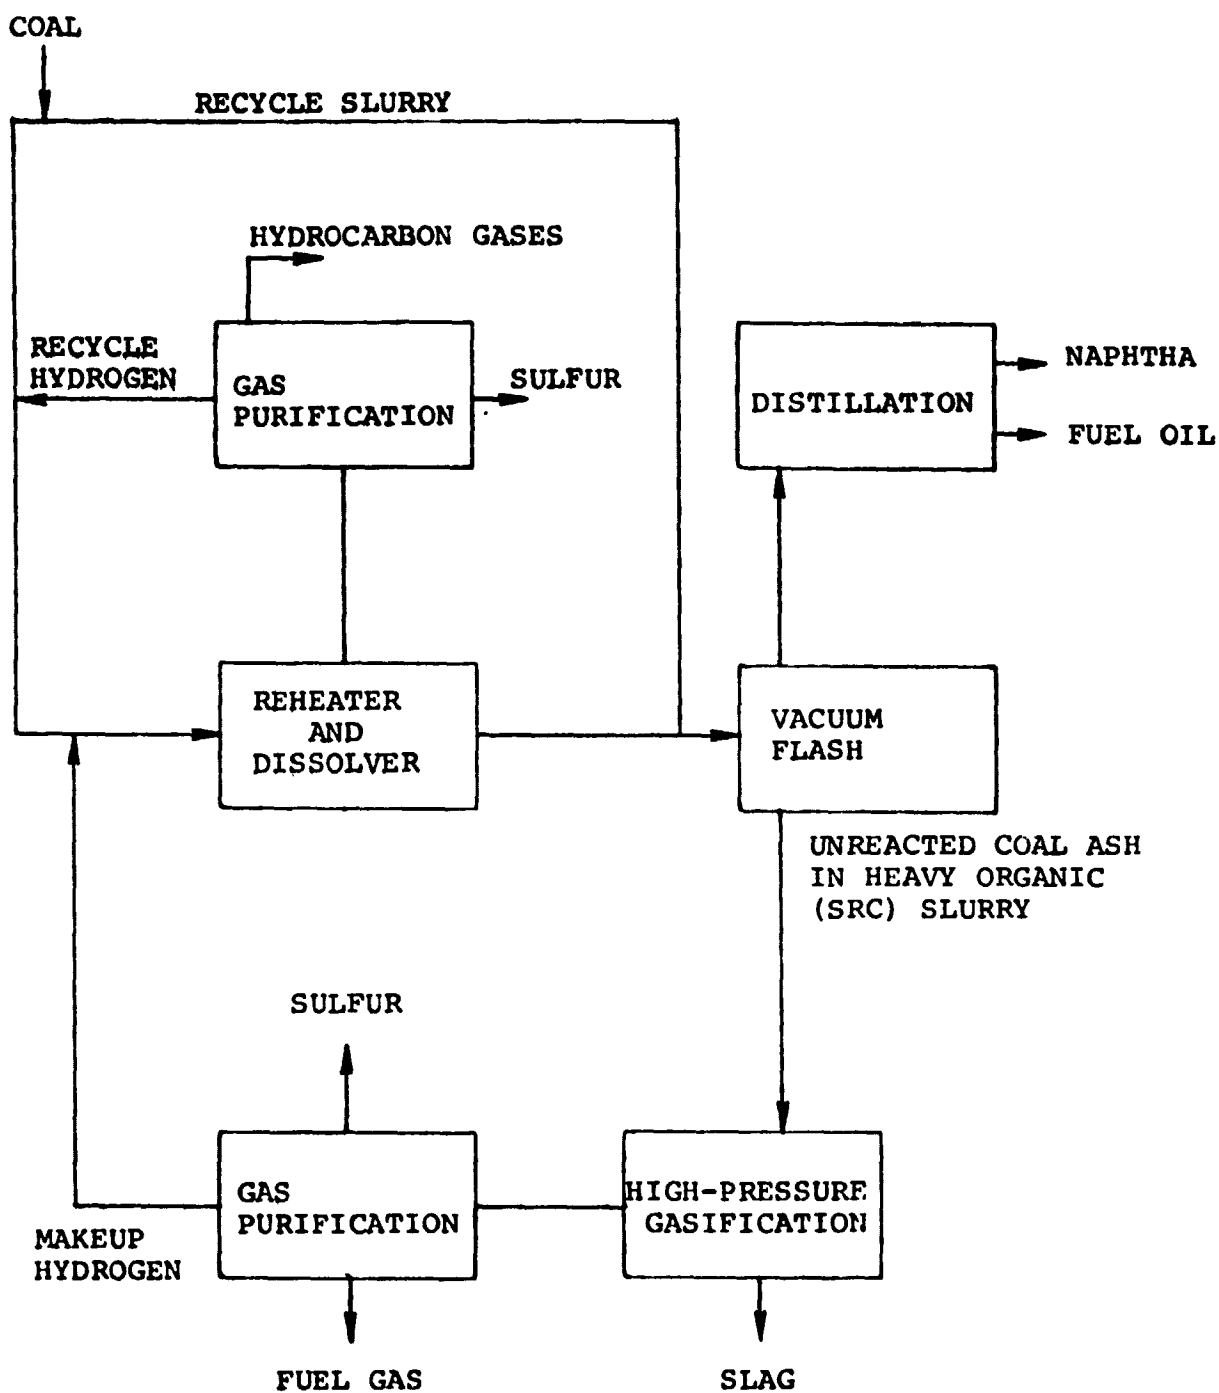 COAL
RECYCLE SLURRY
HYDROCARBON GASES
RECYCLE
HYDROGEN
GAS
PURIFICATION
SULFUR
DISTILLATION
NAPHTHA
FUEL OIL
REHEATER
AND
DISSOLVER
VACUUM
FLASH
UNREACTED COAL ASH
IN HEAVY ORGANIC
(SRC) SLURRY
SULFUR
GAS
PURIFICATION
HIGH-PRESSURE
GASIFICATION
MAKEUP
HYDROGEN
FUEL GAS
SLAG